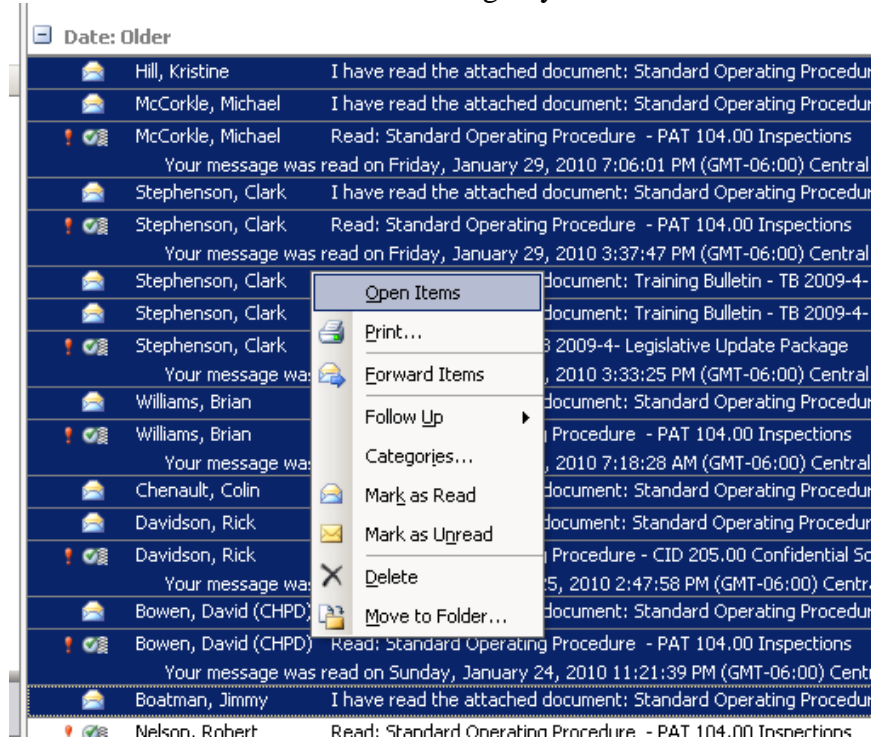 Date: Older
Hill, Kristine I have read the attached document: Standard Operating Procedur
McCorkle, Michael I have read the attached document: Standard Operating Procedur
McCorkle, Michael Read: Standard Operating Procedure - PAT 104.00 Inspections
Your message was read on Friday, January 29, 2010 7:06:01 PM (GMT-06:00) Central
Stephenson, Clark I have read the attached document: Standard Operating Procedur
Stephenson, Clark Read: Standard Operating Procedure - PAT 104.00 Inspections
Your message was read on Friday, January 29, 2010 3:37:47 PM (GMT-06:00) Central
Stephenson, Clark document: Training Bulletin - TB 2009-4-
Open Items
Stephenson, Clark document: Training Bulletin - TB 2009-4-
Print...
Stephenson, Clark 2009-4- Legislative Update Package
Your message was , 2010 3:33:25 PM (GMT-06:00) Central
Forward Items
Williams, Brian document: Standard Operating Procedur
Follow Up
Williams, Brian Procedure - PAT 104.00 Inspections
Your message was , 2010 7:18:28 AM (GMT-06:00) Central
Categories...
Chenault, Colin document: Standard Operating Procedur
Mark as Read
Davidson, Rick document: Standard Operating Procedur
Mark as Unread
Davidson, Rick Procedure - CID 205.00 Confidential So
Your message was 25, 2010 2:47:58 PM (GMT-06:00) Centr
Delete
Bowen, David (CHPD) document: Standard Operating Procedur
Move to Folder...
Bowen, David (CHPD) Read: Standard Operating Procedure - PAT 104.00 Inspections
Your message was read on Sunday, January 24, 2010 11:21:39 PM (GMT-06:00) Centr
Boatman, Jimmy I have read the attached document: Standard Operating Procedur
Nelson, Robert Read: Standard Operating Procedure - PAT 104.00 Inspections